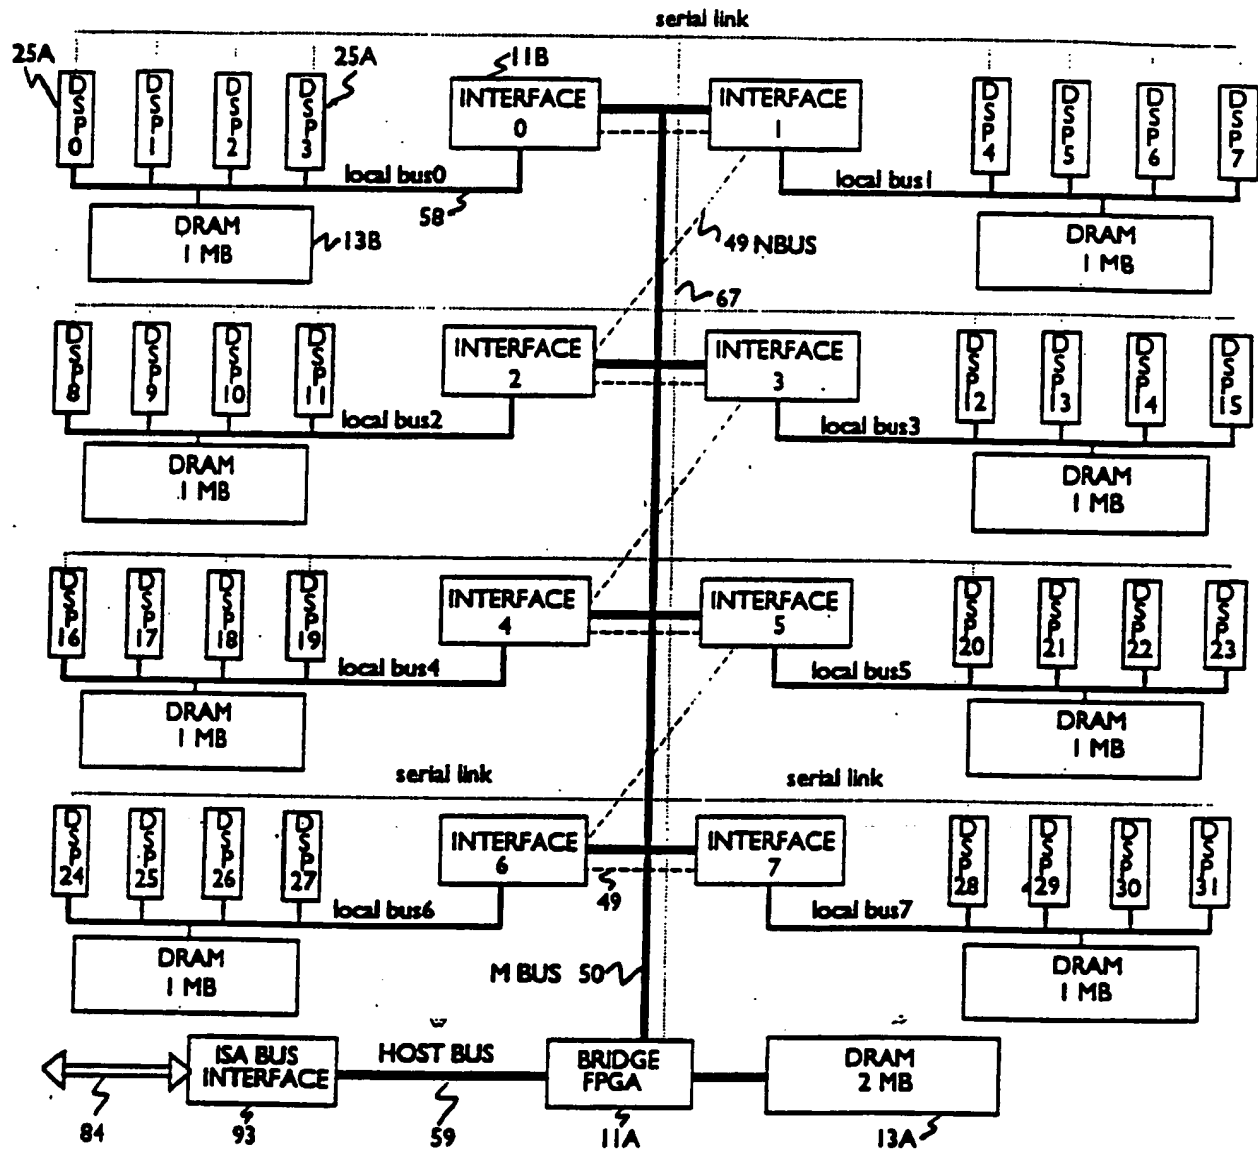 serial link
25A 25A 11B
DSP0 DSP1 DSP2 DSP3 INTERFACE 0 INTERFACE 1 DSP4 DSP5 DSP6 DSP7
local bus0 local bus1
58
DRAM 1 MB 13B 49 NBUS DRAM 1 MB
67
DSP8 DSP9 DSP10 DSP11 INTERFACE 2 INTERFACE 3 DSP12 DSP13 DSP14 DSP15
local bus2 local bus3
DRAM 1 MB DRAM 1 MB
DSP16 DSP17 DSP18 DSP19 INTERFACE 4 INTERFACE 5 DSP20 DSP21 DSP22 DSP23
local bus4 local bus5
DRAM 1 MB DRAM 1 MB
serial link serial link
DSP24 DSP25 DSP26 DSP27 INTERFACE 6 INTERFACE 7 DSP28 DSP29 DSP30 DSP31
49
local bus6 local bus7
DRAM 1 MB M BUS 50 DRAM 1 MB
ISA BUS INTERFACE HOST BUS BRIDGE FPGA DRAM 2 MB
84 93 59 11A 13A